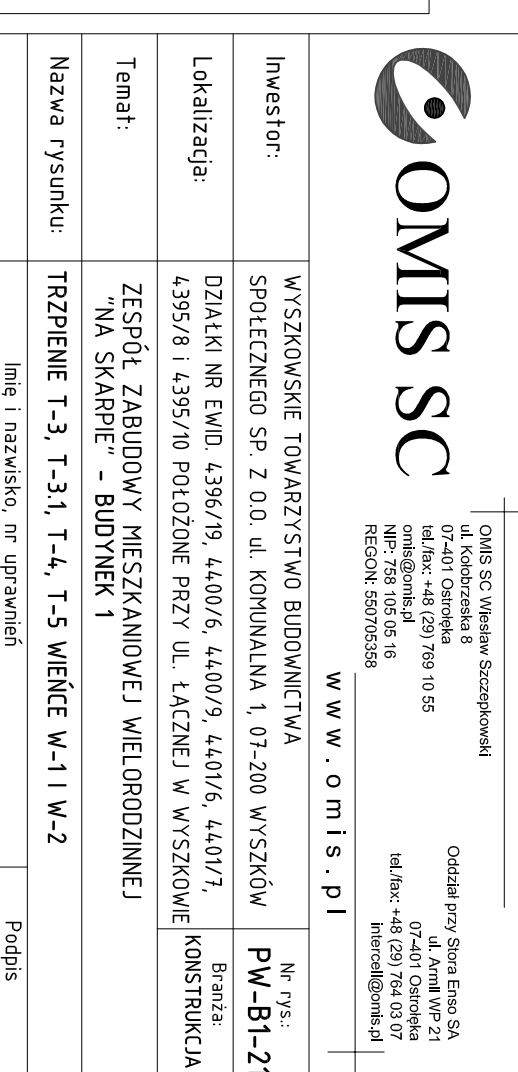 OMIS SC
OMIS SC Wiesław Szczepkowski
ul. Kołobrzeska 8
07-401 Ostrołęka
tel./fax: +48 (29) 769 10 55
omis@omis.pl
NIP: 758 105 05 16
REGON: 550705358
Oddział przy Stora Enso SA
ul. Armii WP 21
07-401 Ostrołęka
tel./fax: +48 (29) 764 03 07
intercell@omis.pl
www.omis.pl
Inwestor:
WYSZKOWSKIE TOWARZYSTWO BUDOWNICTWA
SPOŁECZNEGO SP. Z O.O. ul. KOMUNALNA 1, 07-200 WYSZKÓW
Nr rys.:
PW-B1-21
Lokalizacja:
DZIAŁKI NR EWID. 4396/19, 4400/6, 4400/9, 4401/6, 4401/7,
4395/8 i 4395/10 POŁOŻONE PRZY UL. ŁĄCZNEJ W WYSZKOWIE
Branża:
KONSTRUKCJA
Temat:
ZESPÓŁ ZABUDOWY MIESZKANIOWEJ WIELORODZINNEJ
"NA SKARPIE" - BUDYNEK 1
Nazwa rysunku:
TRZPIENIE T-3, T-3.1, T-4, T-5 WIEŃCE W-1 I W-2
Imię i nazwisko, nr uprawnień
Podpis